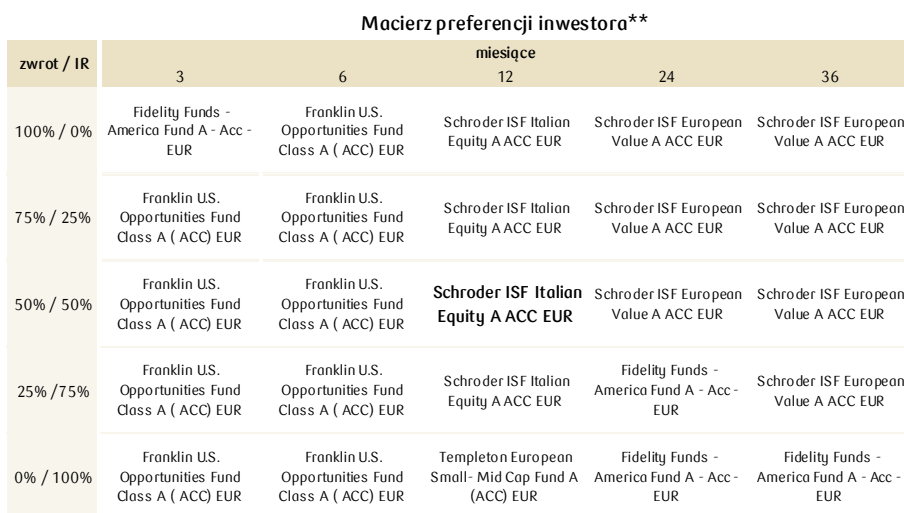 Macierz preferencji inwestora**
zwrot / IR
miesiące
3 6 12 24 36
100% / 0%
Fidelity Funds -
America Fund A - Acc -
EUR
Franklin U.S.
Opportunities Fund
Class A ( ACC) EUR
Schroder ISF Italian
Equity A ACC EUR
Schroder ISF European
Value A ACC EUR
Schroder ISF European
Value A ACC EUR
75% / 25%
Franklin U.S.
Opportunities Fund
Class A ( ACC) EUR
Franklin U.S.
Opportunities Fund
Class A ( ACC) EUR
Schroder ISF Italian
Equity A ACC EUR
Schroder ISF European
Value A ACC EUR
Schroder ISF European
Value A ACC EUR
50% / 50%
Franklin U.S.
Opportunities Fund
Class A ( ACC) EUR
Franklin U.S.
Opportunities Fund
Class A ( ACC) EUR
Schroder ISF Italian
Equity A ACC EUR
Schroder ISF European
Value A ACC EUR
Schroder ISF European
Value A ACC EUR
25% /75%
Franklin U.S.
Opportunities Fund
Class A ( ACC) EUR
Franklin U.S.
Opportunities Fund
Class A ( ACC) EUR
Schroder ISF Italian
Equity A ACC EUR
Fidelity Funds -
America Fund A - Acc -
EUR
Schroder ISF European
Value A ACC EUR
0% / 100%
Franklin U.S.
Opportunities Fund
Class A ( ACC) EUR
Franklin U.S.
Opportunities Fund
Class A ( ACC) EUR
Templeton European
Small- Mid Cap Fund A
(ACC) EUR
Fidelity Funds -
America Fund A - Acc -
EUR
Fidelity Funds -
America Fund A - Acc -
EUR